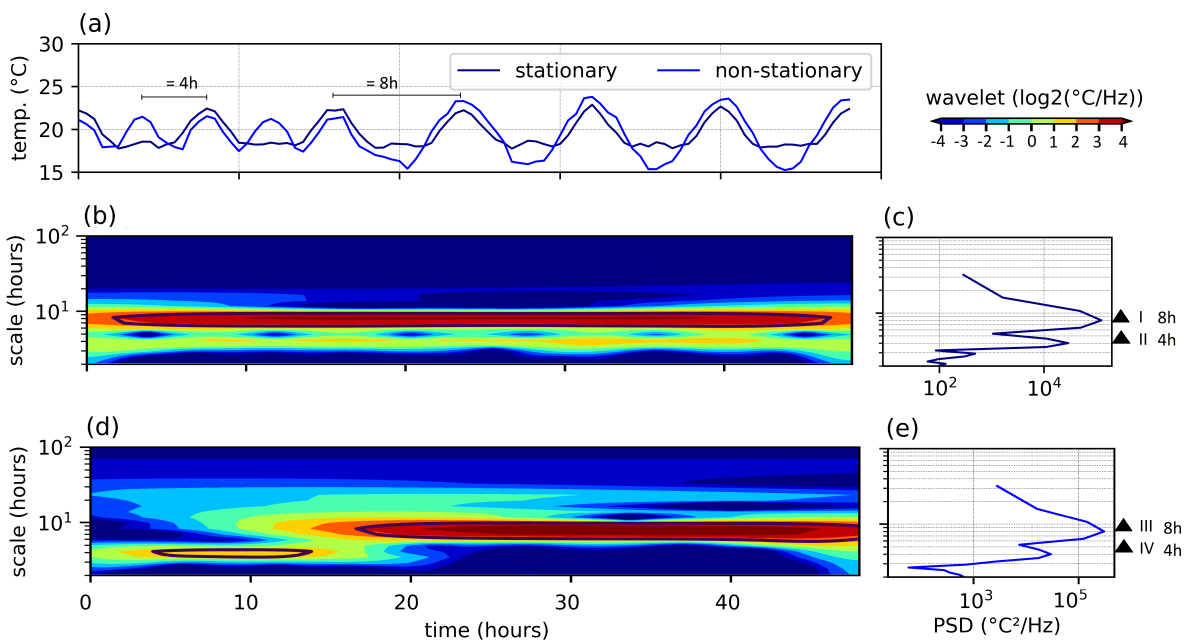 (a)
30
25
20
15
temp. (°C)
= 4h
= 8h
stationary
non-stationary
wavelet (log2(°C/Hz))
-4 -3 -2 -1 0 1 2 3 4
(b)
10²
10¹
scale (hours)
(c)
I 8h
II 4h
10² 10⁴
(d)
10²
10¹
scale (hours)
0 10 20 30 40
time (hours)
(e)
III 8h
IV 4h
10³ 10⁵
PSD (°C²/Hz)